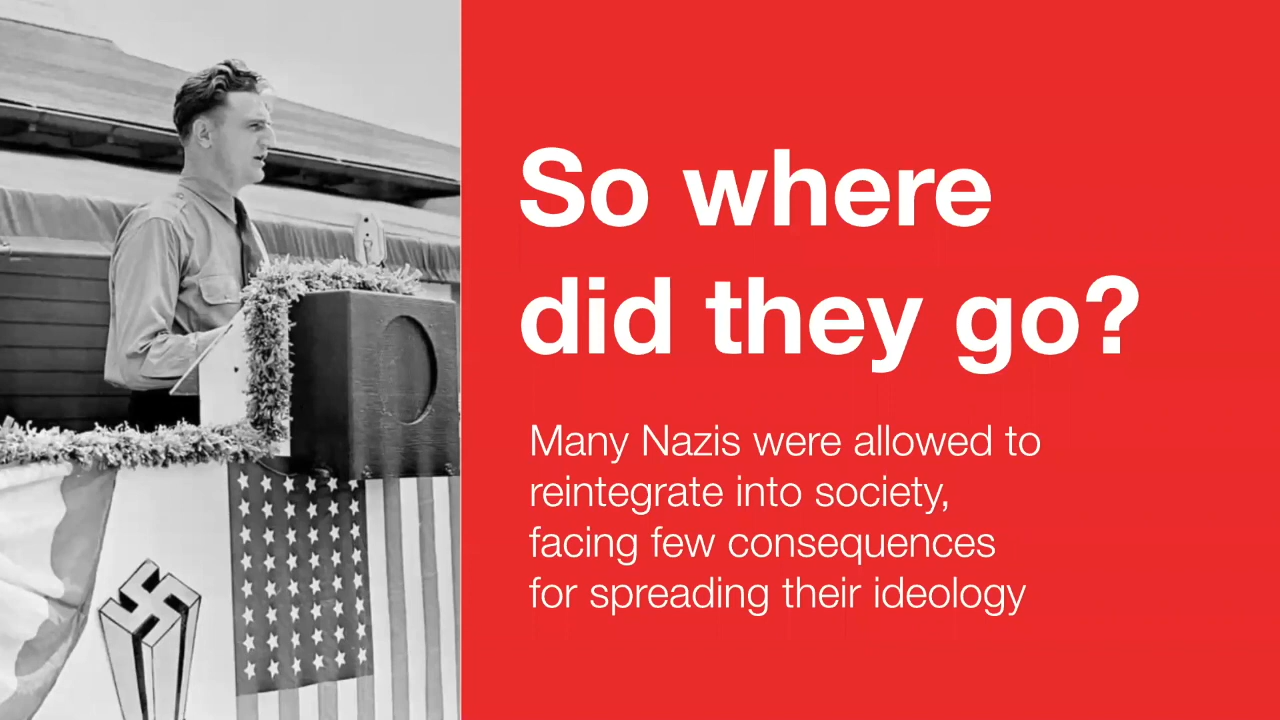 So where
did they go?
Many Nazis were allowed to
reintegrate into society,
facing few consequences
for spreading their ideology